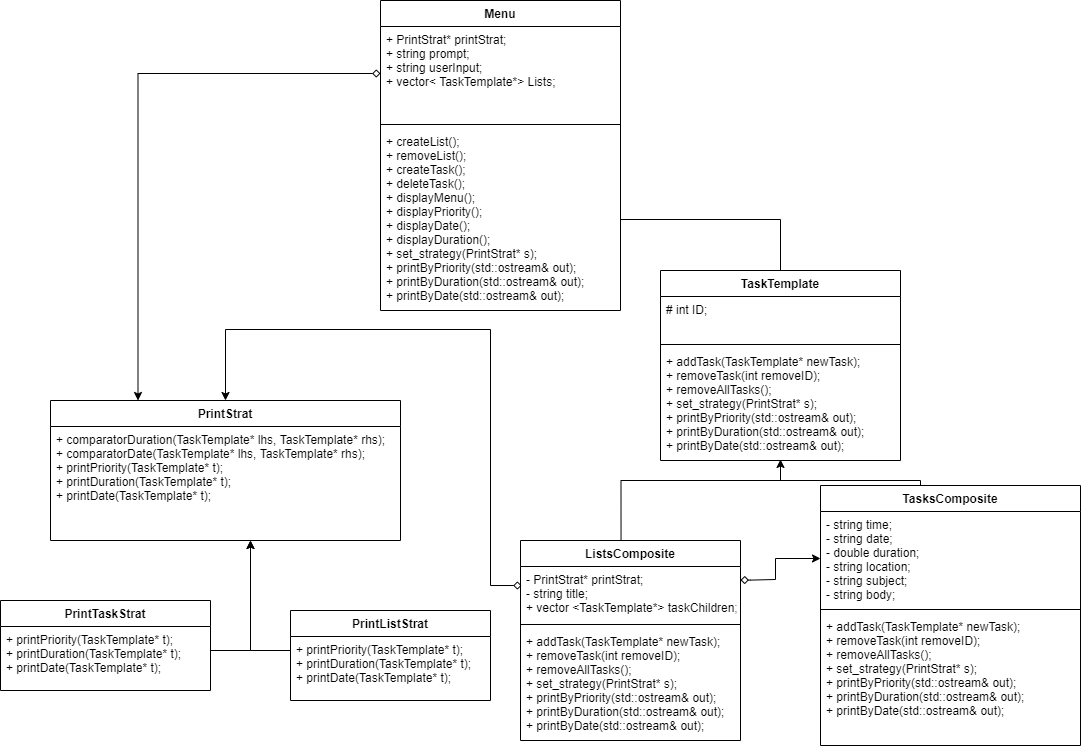 Menu
+ PrintStrat* printStrat;
+ string prompt;
+ string userInput;
+ vector< TaskTemplate*> Lists;
+ createList();
+ removeList();
+ createTask();
+ deleteTask();
+ displayMenu();
+ displayPriority();
+ displayDate();
+ displayDuration();
+ set_strategy(PrintStrat* s);
+ printByPriority(std::ostream& out);
+ printByDuration(std::ostream& out);
+ printByDate(std::ostream& out);
TaskTemplate
# int ID;
+ addTask(TaskTemplate* newTask);
+ removeTask(int removeID);
+ removeAllTasks();
+ set_strategy(PrintStrat* s);
+ printByPriority(std::ostream& out);
+ printByDuration(std::ostream& out);
+ printByDate(std::ostream& out);
PrintStrat
+ comparatorDuration(TaskTemplate* lhs, TaskTemplate* rhs);
+ comparatorDate(TaskTemplate* lhs, TaskTemplate* rhs);
+ printPriority(TaskTemplate* t);
+ printDuration(TaskTemplate* t);
+ printDate(TaskTemplate* t);
PrintTaskStrat
+ printPriority(TaskTemplate* t);
+ printDuration(TaskTemplate* t);
+ printDate(TaskTemplate* t);
PrintListStrat
+ printPriority(TaskTemplate* t);
+ printDuration(TaskTemplate* t);
+ printDate(TaskTemplate* t);
ListsComposite
- PrintStrat* printStrat;
- string title;
+ vector <TaskTemplate*> taskChildren;
+ addTask(TaskTemplate* newTask);
+ removeTask(int removeID);
+ removeAllTasks();
+ set_strategy(PrintStrat* s);
+ printByPriority(std::ostream& out);
+ printByDuration(std::ostream& out);
+ printByDate(std::ostream& out);
TasksComposite
- string time;
- string date;
- double duration;
- string location;
- string subject;
- string body;
+ addTask(TaskTemplate* newTask);
+ removeTask(int removeID);
+ removeAllTasks();
+ set_strategy(PrintStrat* s);
+ printByPriority(std::ostream& out);
+ printByDuration(std::ostream& out);
+ printByDate(std::ostream& out);